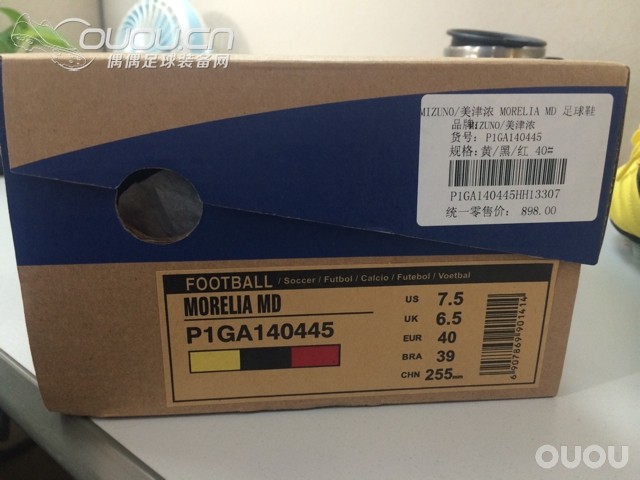 OUOU.CN
偶偶足球装备网
MIZUNO/美津浓 MORELIA MD 足球鞋
品牌: MIZUNO/美津浓
货号: P1GA140445
规格: 黄/黑/红 40#
P1GA140445HH13307
统一零售价: 898.00
FOOTBALL / Soccer / Futbol / Calcio / Futebol / Voetbal
MORELIA MD
P1GA140445
US 7.5
UK 6.5
EUR 40
BRA 39
CHN 255mm
6907869901414
OUOU